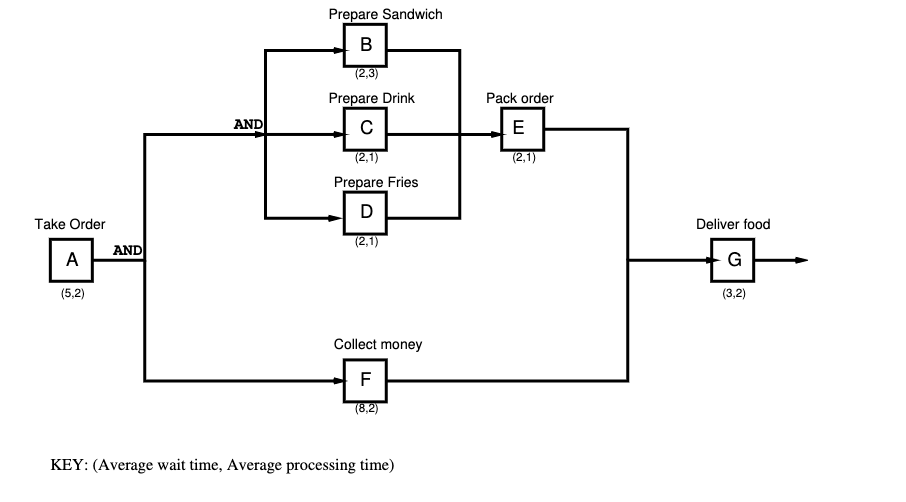 Prepare Sandwich
B
(2,3)
Prepare Drink
Pack order
AND
C
E
(2,1)
(2,1)
Prepare Fries
D
(2,1)
Take Order
Deliver food
AND
A
G
(5,2)
(3,2)
Collect money
F
(8,2)
KEY: (Average wait time, Average processing time)